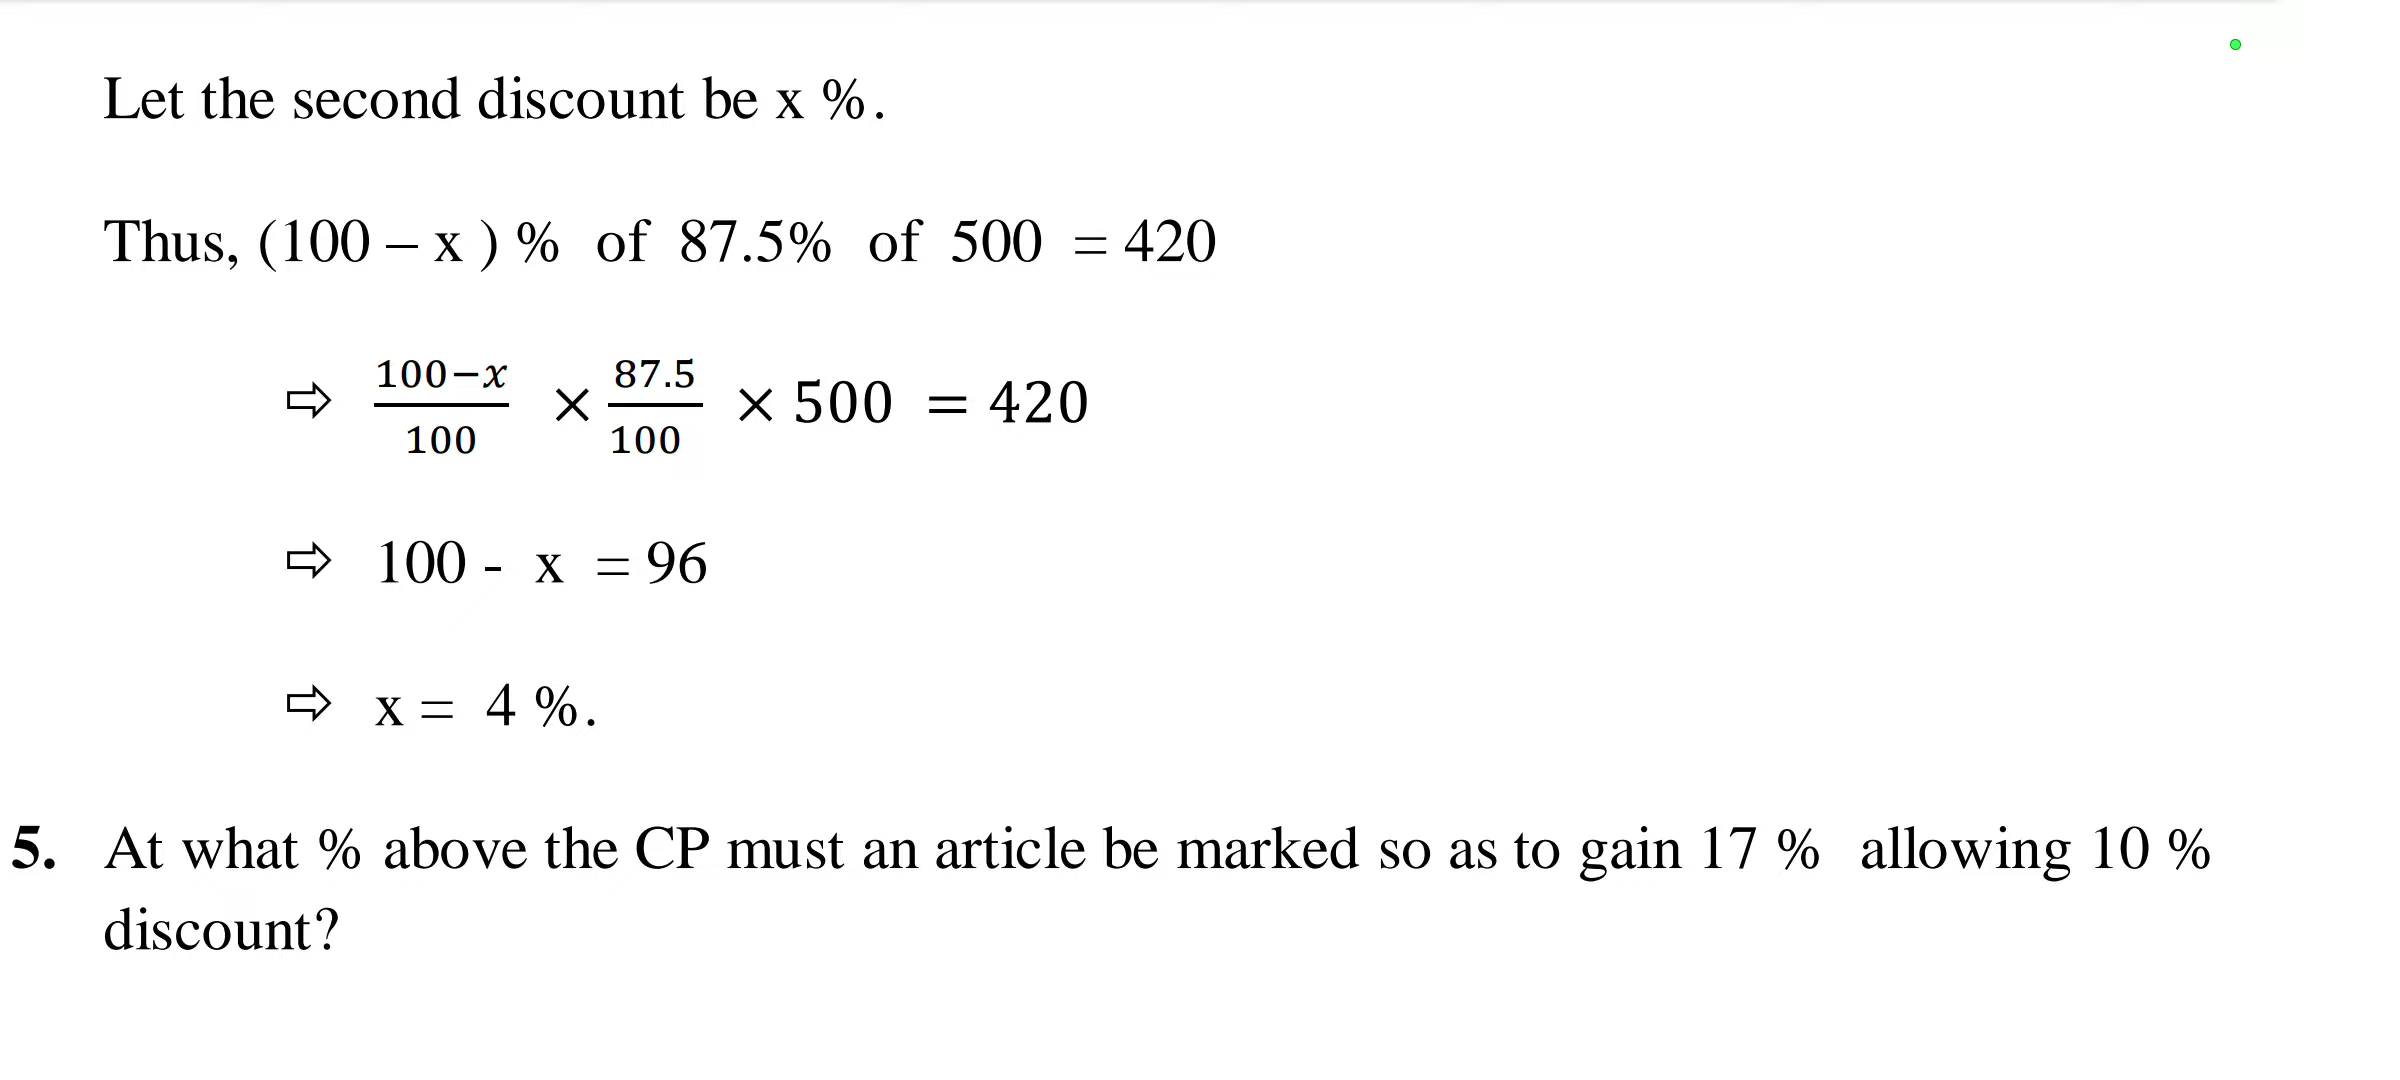 Let the second discount be x %.
Thus, (100 – x ) % of 87.5% of 500 = 420
⇨ \frac{100−x}{100} × \frac{87.5}{100} × 500 = 420
⇨ 100 - x = 96
⇨ x = 4 %.
5. At what % above the CP must an article be marked so as to gain 17 % allowing 10 %
discount?